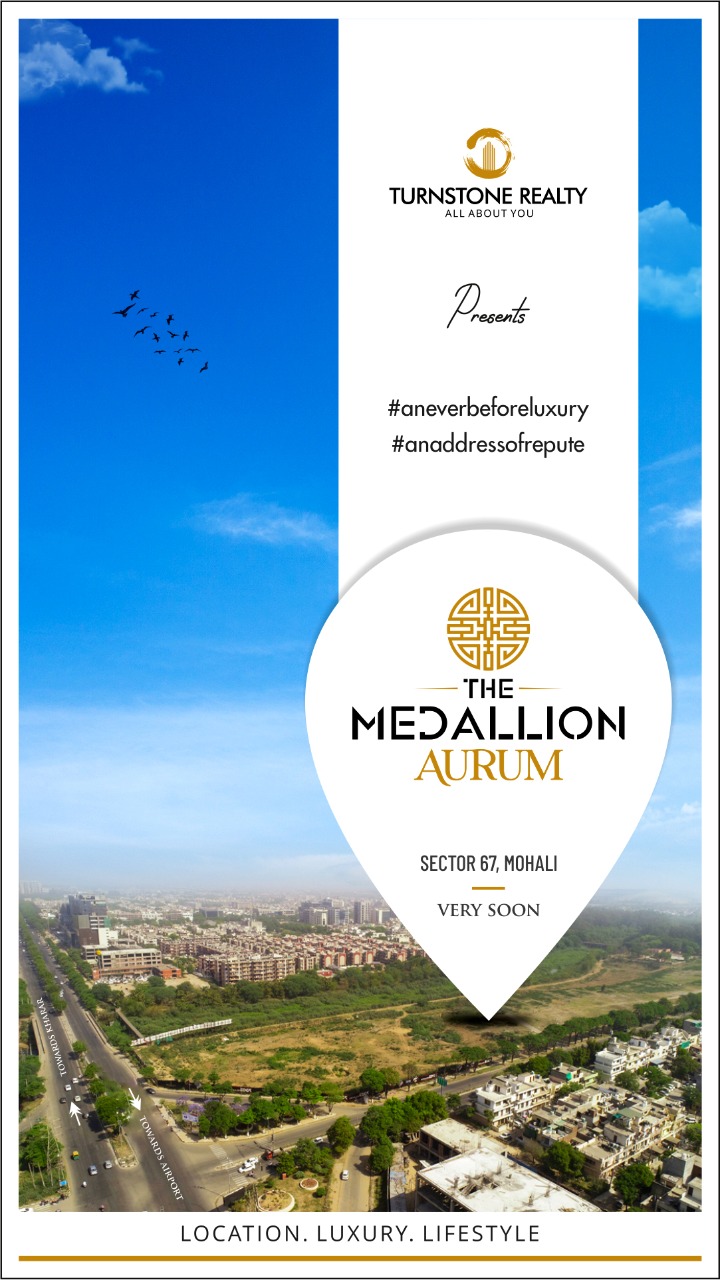 TURNSTONE REALTY
ALL ABOUT YOU
Presents
#aneverbeforeluxury
#anaddressofrepute
THE
MEDALLION
AURUM
SECTOR 67, MOHALI
VERY SOON
TOWARDS KHARAR
TOWARDS AIRPORT
LOCATION. LUXURY. LIFESTYLE